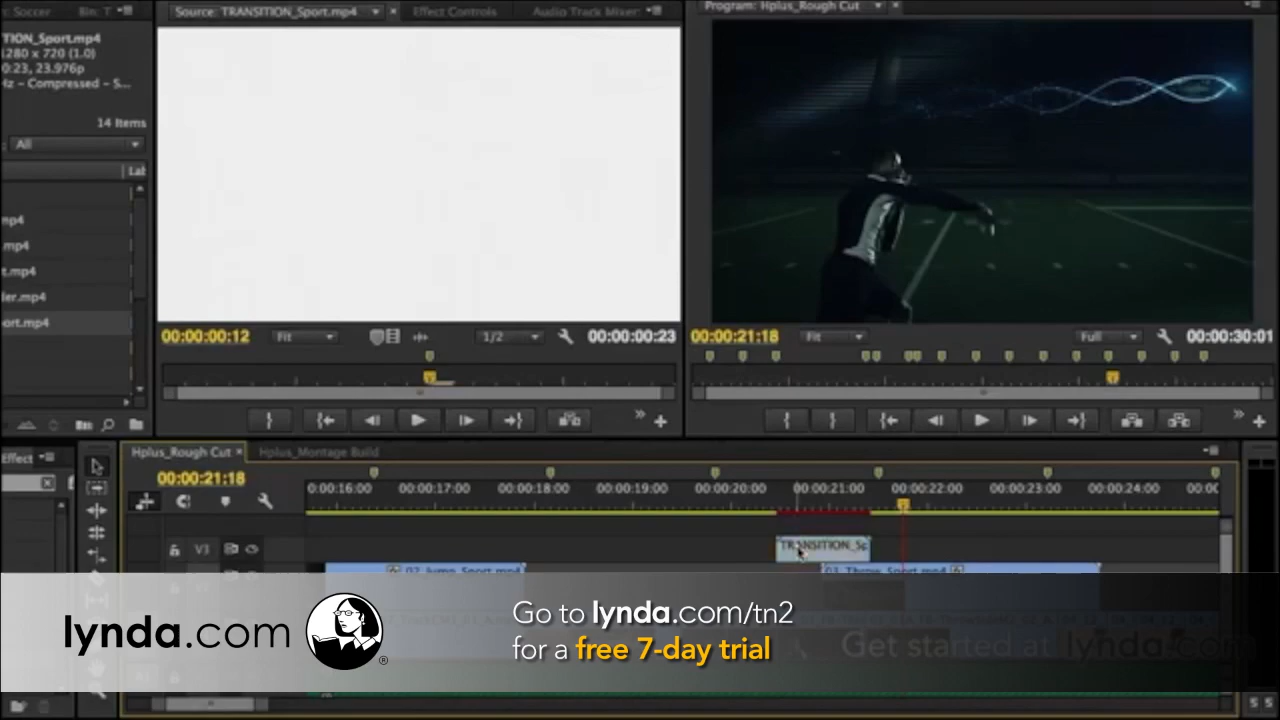 Soccer
Bin: T
Source: TRANSITION_Sport.mp4
Effect Controls
Audio Track Mixer:
Program: Hplus_Rough Cut
TION_Sport.mp4
1280 x 720 (1.0)
0:23, 23.976p
Hz - Compressed - S...
14 Items
All
Lab
mp4
.mp4
t.mp4
ler.mp4
ort.mp4
00:00:00:12
Fit
1/2
00:00:00:23
00:00:21:18
Fit
Full
00:00:30:01
Effect
Hplus_Rough Cut
Hplus_Montage Build
00:00:21:18
0:00:16:00
00:00:17:00
00:00:18:00
00:00:19:00
00:00:20:00
00:00:21:00
00:00:22:00
00:00:23:00
00:00:24:00
00:00
V3
TRANSITION_Sp
02_Jump_Sport.mp4
03_Throw_Sport.mp4
lynda.com
®
Go to lynda.com/tn2
for a free 7-day trial
Get started at lynda.com
S S